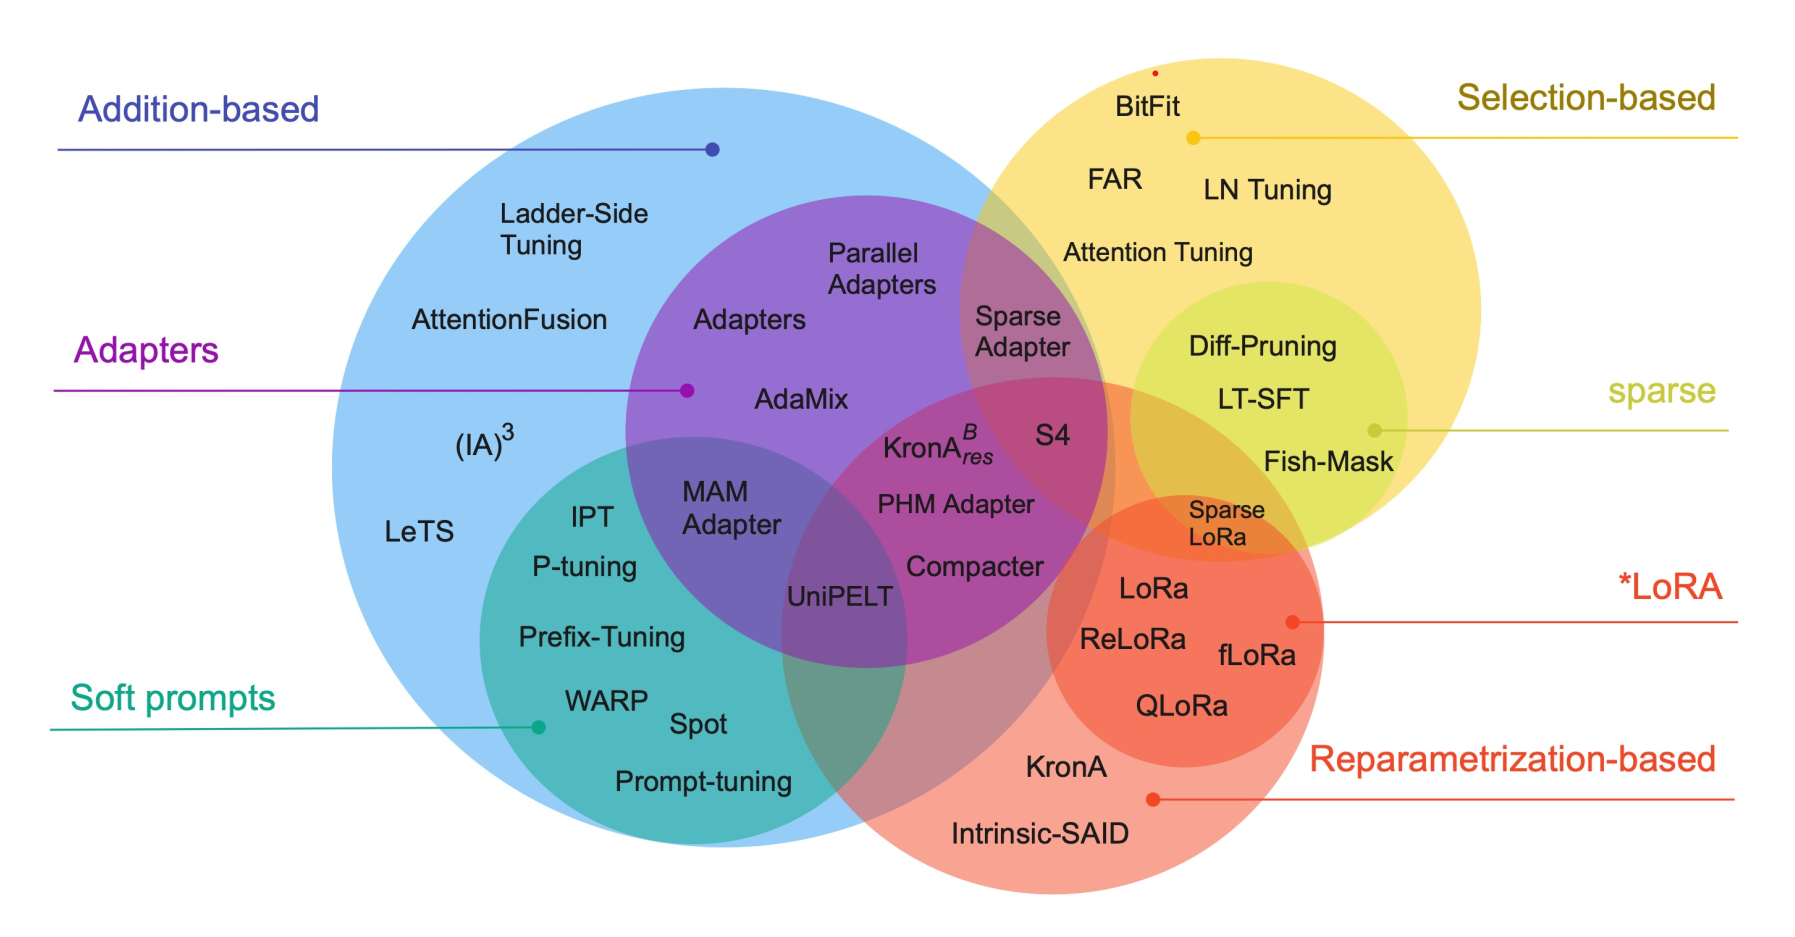 Addition-based
Adapters
Soft prompts
Selection-based
sparse
*LoRA
Reparametrization-based
Ladder-Side
Tuning
AttentionFusion
(IA)³
LeTS
Parallel
Adapters
Adapters
AdaMix
MAM
Adapter
IPT
P-tuning
Prefix-Tuning
WARP
Spot
Prompt-tuning
UniPELT
KronA^B_res
PHM Adapter
Compacter
Sparse
Adapter
S4
BitFit
FAR
LN Tuning
Attention Tuning
Diff-Pruning
LT-SFT
Fish-Mask
Sparse
LoRa
LoRa
ReLoRa
fLoRa
QLoRa
KronA
Intrinsic-SAID